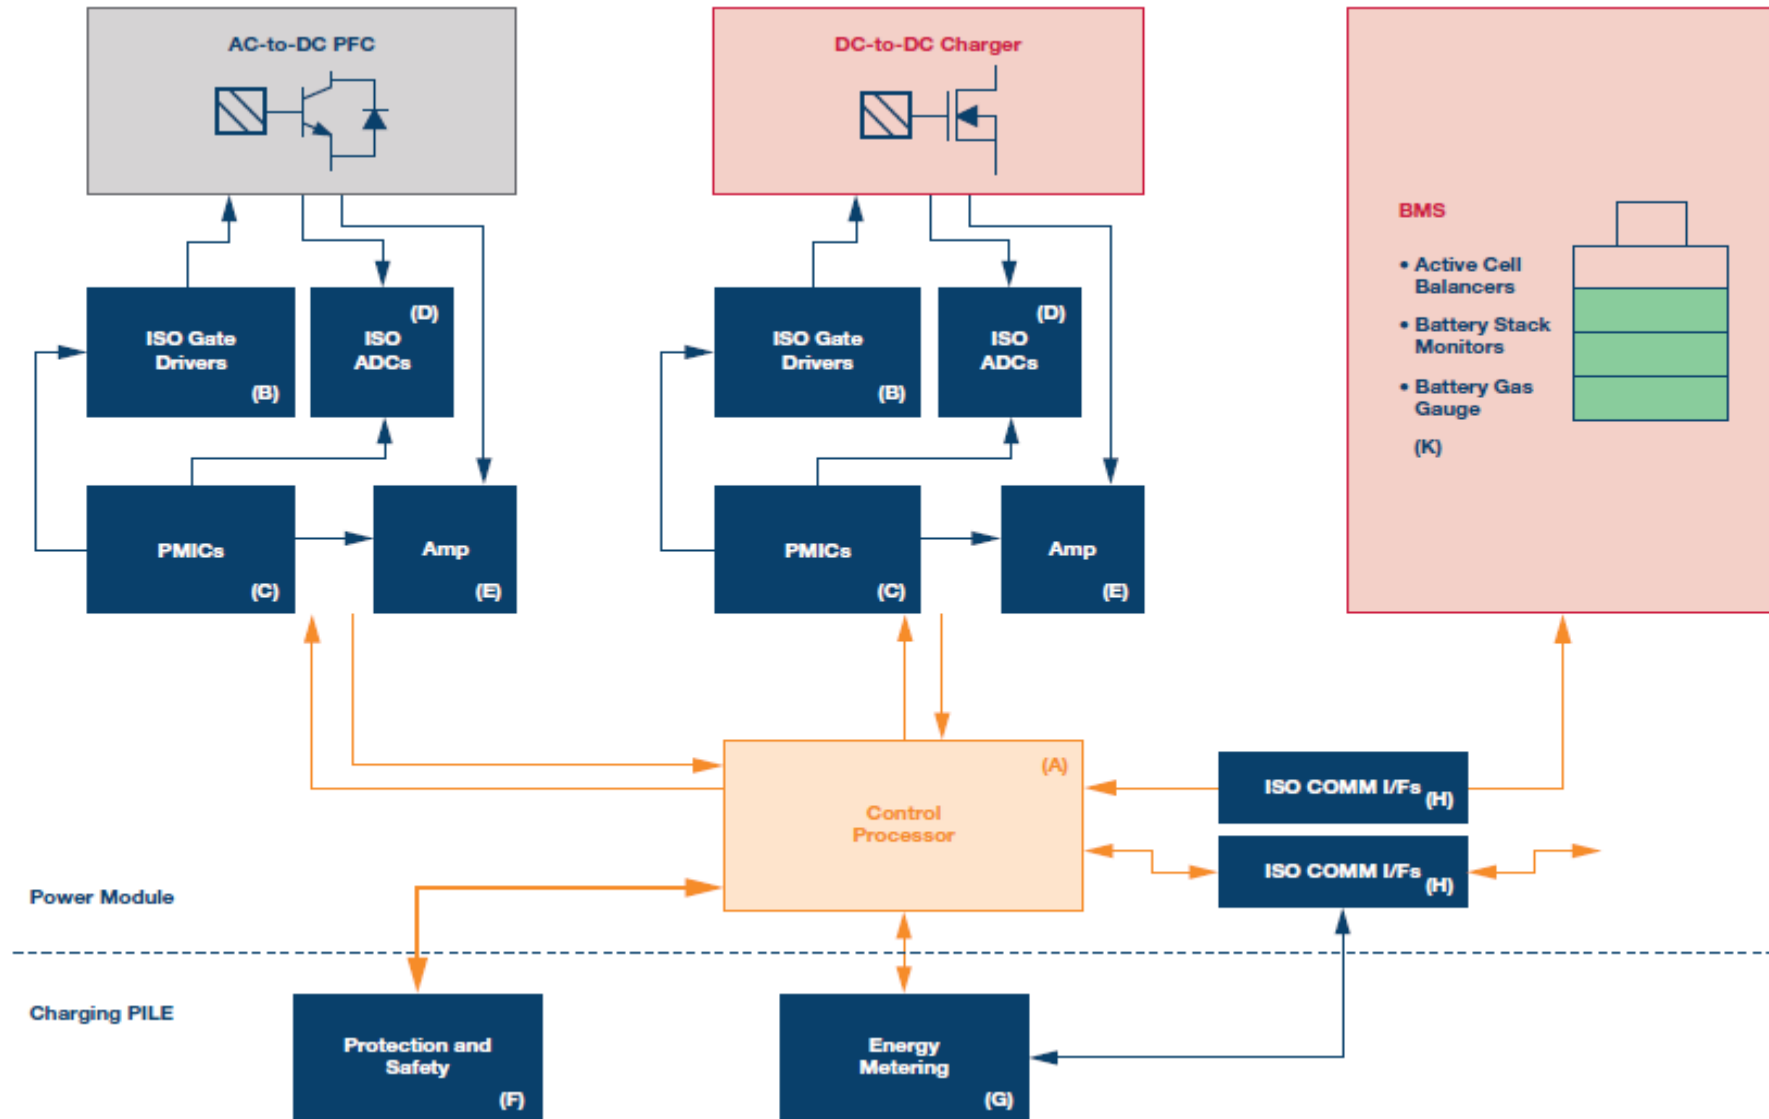 AC-to-DC PFC
DC-to-DC Charger
BMS
• Active Cell
Balancers
• Battery Stack
Monitors
• Battery Gas
Gauge
(K)
ISO Gate
Drivers
(B)
(D)
ISO
ADCs
ISO Gate
Drivers
(B)
(D)
ISO
ADCs
PMICs
(C)
Amp
(E)
PMICs
(C)
Amp
(E)
(A)
Control
Processor
ISO COMM I/Fs
(H)
ISO COMM I/Fs
(H)
Power Module
Charging PILE
Protection and
Safety
(F)
Energy
Metering
(G)